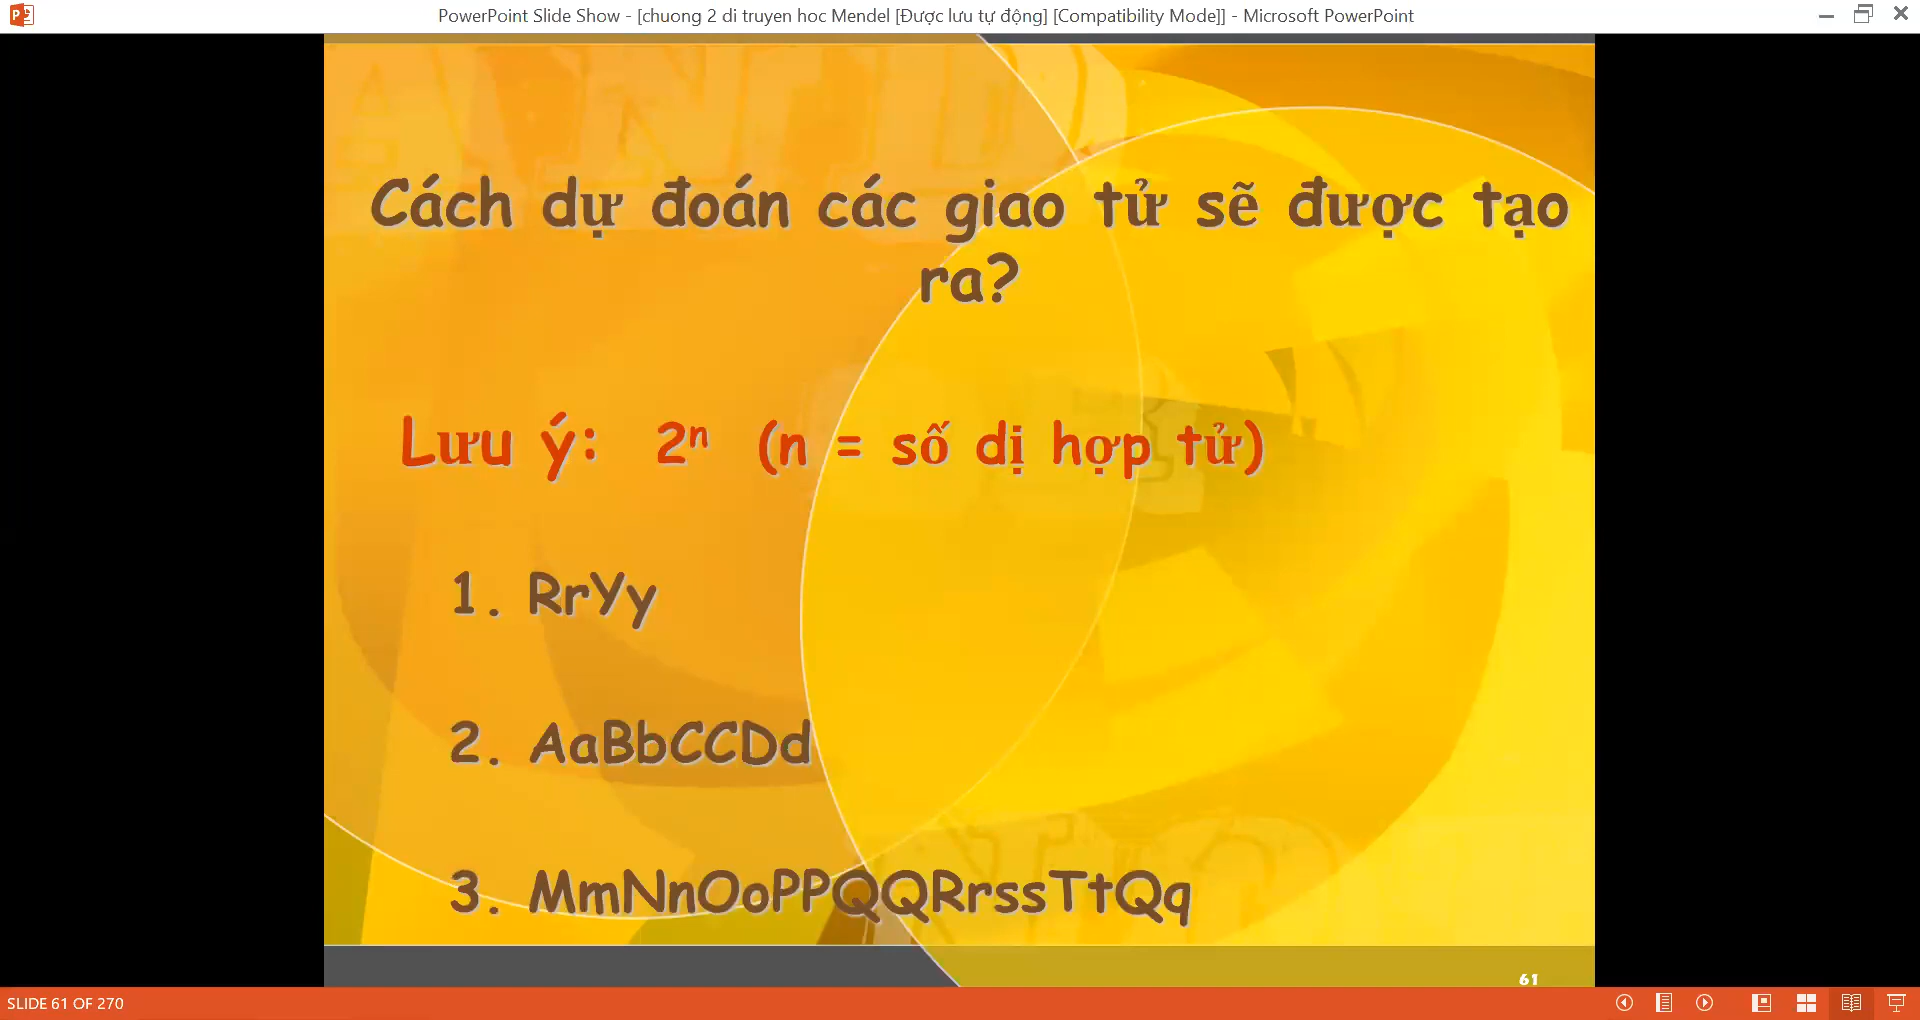 PowerPoint Slide Show - [chuong 2 di truyen hoc Mendel [Được lưu tự động] [Compatibility Mode]] - Microsoft PowerPoint
Cách dự đoán các giao tử sẽ được tạo
ra?
Lưu ý: 2ⁿ (n = số dị hợp tử)
1. RrYy
2. AaBbCCDd
3. MmNnOoPPQQRrssTtQq
61
SLIDE 61 OF 270